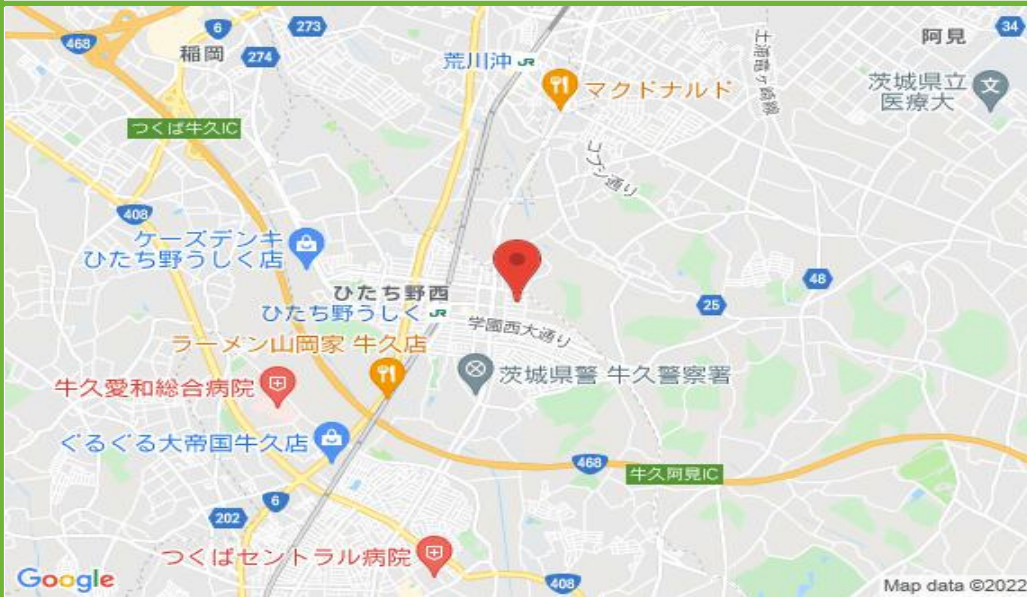 6
273
468
稲岡
274
荒川沖 JR
マクドナルド
土浦竜ヶ崎線
阿見
34
茨城県立
医療大
つくば牛久IC
コブシ通り
408
ケーズデンキ
ひたち野うしく店
ひたち野西
ひたち野うしく JR
学園西大通り
48
25
ラーメン山岡家 牛久店
牛久愛和総合病院
茨城県警 牛久警察署
ぐるぐる大帝国牛久店
468
牛久阿見IC
6
202
つくばセントラル病院
408
Google
Map data ©2022